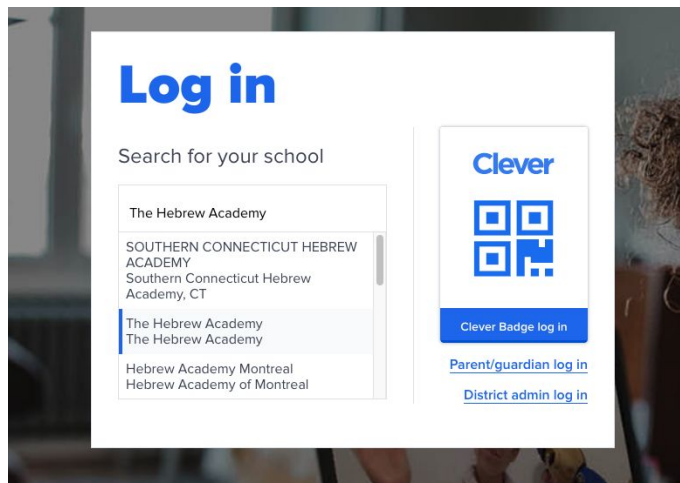 Log in
Search for your school
The Hebrew Academy
SOUTHERN CONNECTICUT HEBREW
ACADEMY
Southern Connecticut Hebrew
Academy, CT
The Hebrew Academy
The Hebrew Academy
Hebrew Academy Montreal
Hebrew Academy of Montreal
Clever
Clever Badge log in
Parent/guardian log in
District admin log in